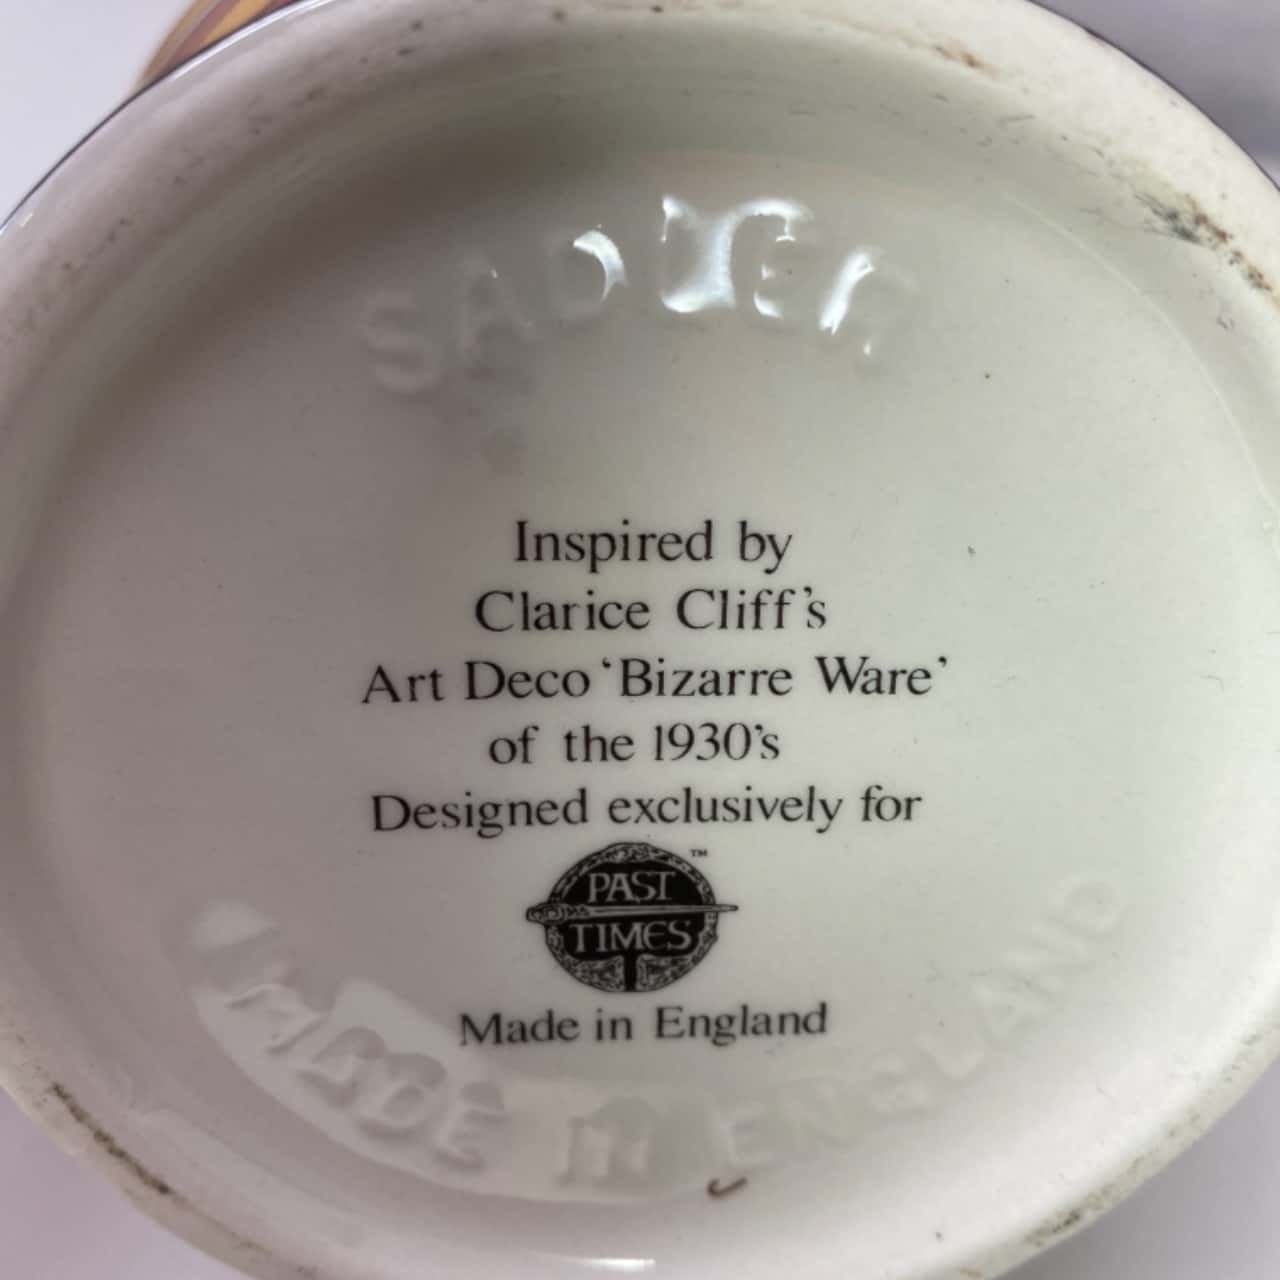 SADLER
Inspired by
Clarice Cliff's
Art Deco ‘Bizarre Ware’
of the 1930's
Designed exclusively for
PAST
TIMES
™
Made in England
MADE IN ENGLAND